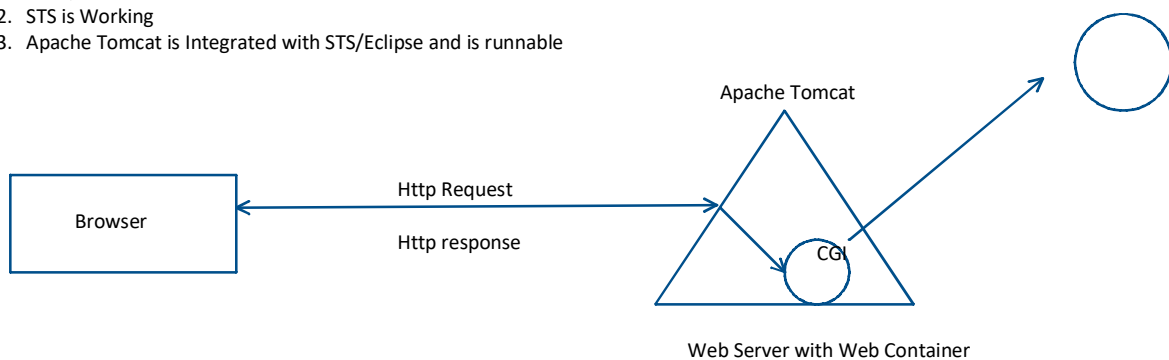 2. STS is Working
3. Apache Tomcat is Integrated with STS/Eclipse and is runnable
Apache Tomcat
Http Request
Browser
Http response
CGI
Web Server with Web Container